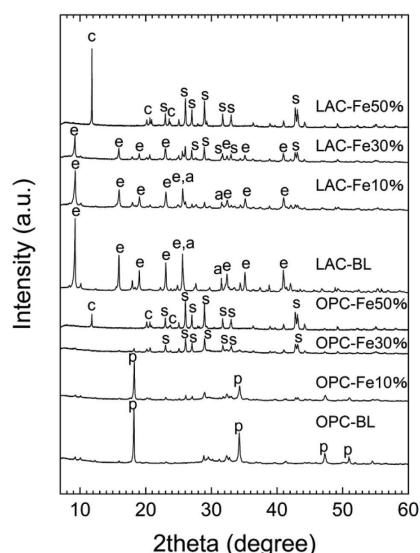 c
c s c s s s s s s
LAC-Fe50%
e
e e e s s s e s e e s
LAC-Fe30%
e
e e e e,a a e e e
LAC-Fe10%
e
e e e e,a a e e e
LAC-BL
c c s c s s s s s s
OPC-Fe50%
s s s s s s s
OPC-Fe30%
p p
OPC-Fe10%
p p p p
OPC-BL
Intensity (a.u.)
10 20 30 40 50 60
2theta (degree)